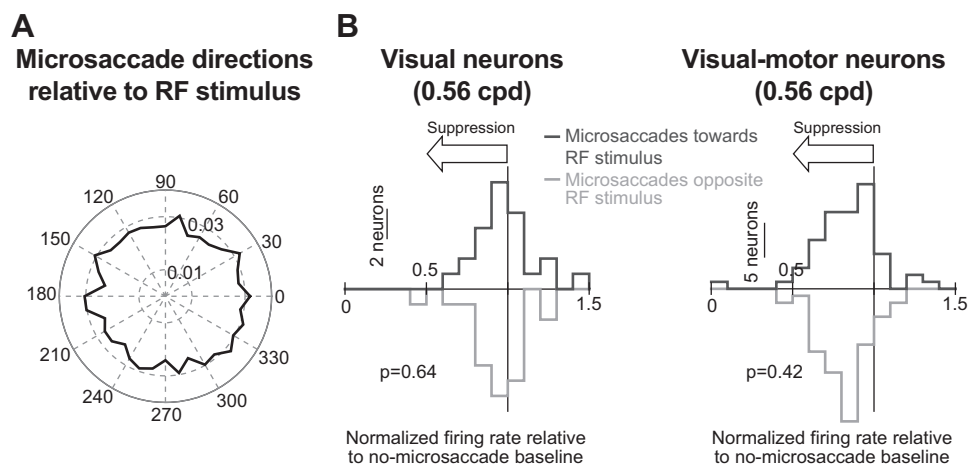 A
Microsaccade directions
relative to RF stimulus
90
120
60
150
30
180
0
210
330
240
300
270
0.03
0.01
B
Visual neurons
(0.56 cpd)
Suppression
Microsaccades towards
RF stimulus
Microsaccades opposite
RF stimulus
2 neurons
0.5
0
1.5
p=0.64
Normalized firing rate relative
to no-microsaccade baseline
Visual-motor neurons
(0.56 cpd)
Suppression
5 neurons
0.5
0
1.5
p=0.42
Normalized firing rate relative
to no-microsaccade baseline